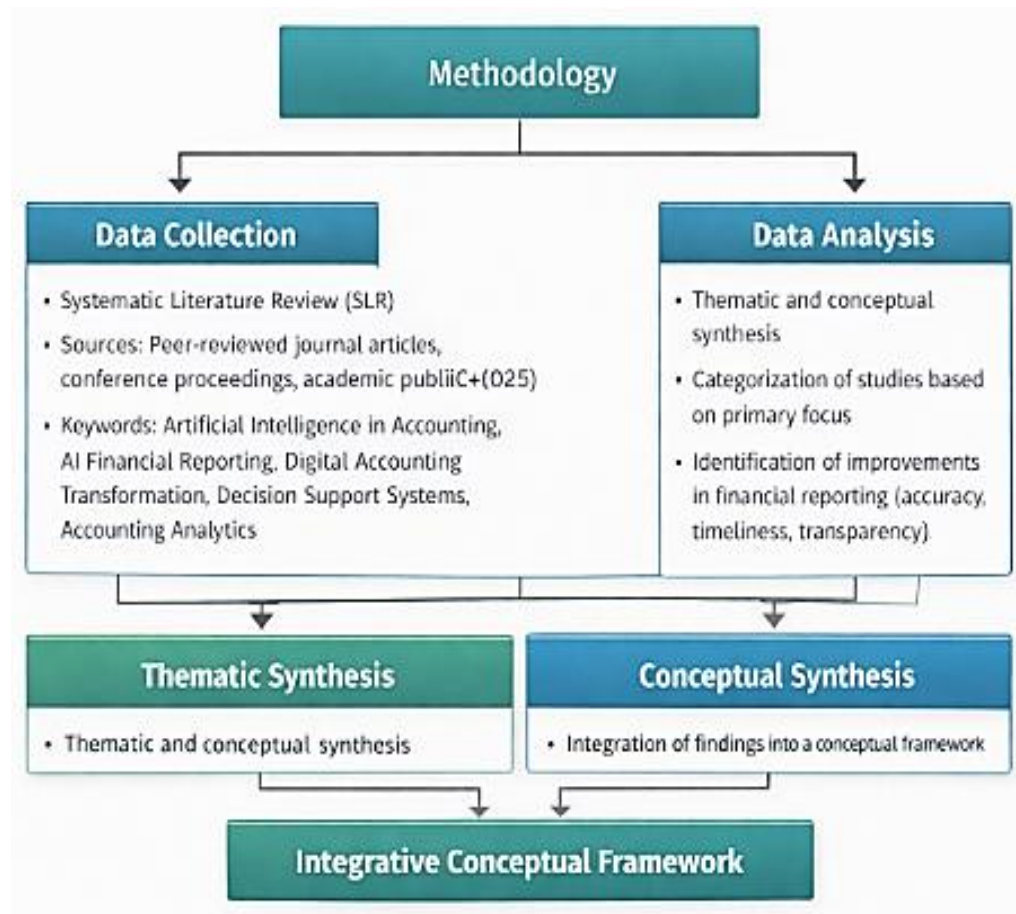 Methodology
Data Collection
• Systematic Literature Review (SLR)
• Sources: Peer-reviewed journal articles,
conference proceedings, academic publiiC+(025)
• Keywords: Artificial Intelligence in Accounting,
AI Financial Reporting, Digital Accounting
Transformation, Decision Support Systems,
Accounting Analytics
Data Analysis
• Thematic and conceptual
synthesis
• Categorization of studies based
on primary focus
• Identification of improvements
in financial reporting (accuracy,
timeliness, transparency)
Thematic Synthesis
• Thematic and conceptual synthesis
Conceptual Synthesis
• Integration of findings into a conceptual framework
Integrative Conceptual Framework